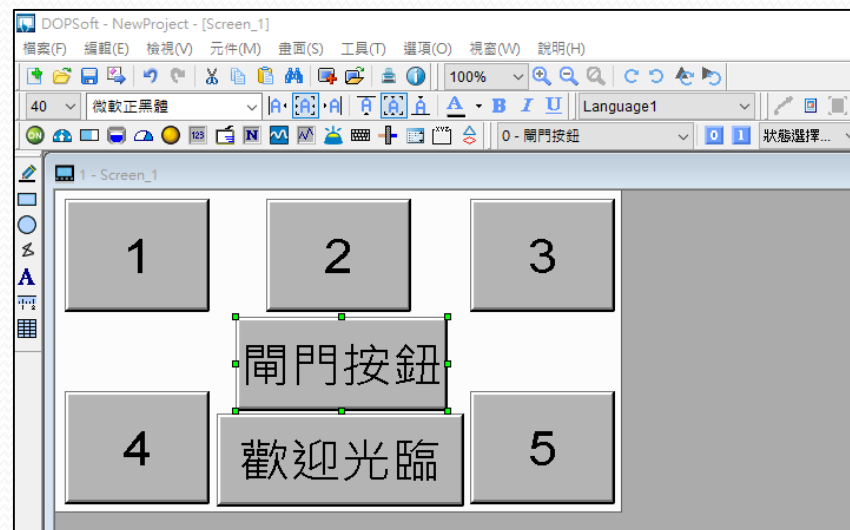 DOPSoft - NewProject - [Screen_1]
檔案(F) 編輯(E) 檢視(V) 元件(M) 畫面(S) 工具(T) 選項(O) 視窗(W) 說明(H)
100%
40 微軟正黑體 A A A A A A A B I U Language1
ON 123 N 0 - 閘門按鈕 0 1 狀態選擇...
1 - Screen_1
1 2 3
閘門按鈕
4 5
歡迎光臨
A